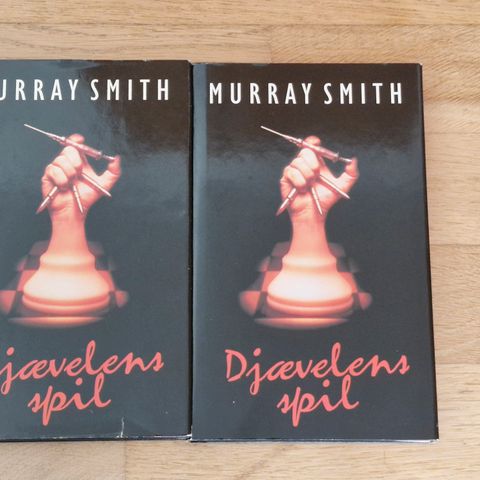 URRAY SMITH
jævelens
spil
MURRAY SMITH
Djævelens
spil